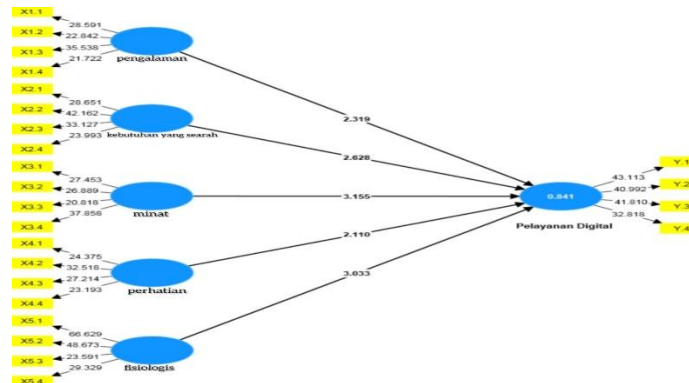 X1.1
28.591
X1.2
22.842
X1.3
35.538
X1.4
21.722
pengalaman
X2.1
28.651
X2.2
42.162
X2.3
33.127
X2.4
23.993
kebutuhan yang searah
X3.1
27.453
X3.2
26.889
X3.3
20.818
X3.4
37.856
minat
X4.1
24.375
X4.2
32.518
X4.3
27.214
X4.4
23.193
perhatian
X5.1
66.629
X5.2
48.673
X5.3
23.591
X5.4
29.329
fisiologis
2.319
2.628
3.155
2.110
3.033
0.841
Pelayanan Digital
43.113
Y.1
40.992
Y.2
41.810
Y.3
32.818
Y.4